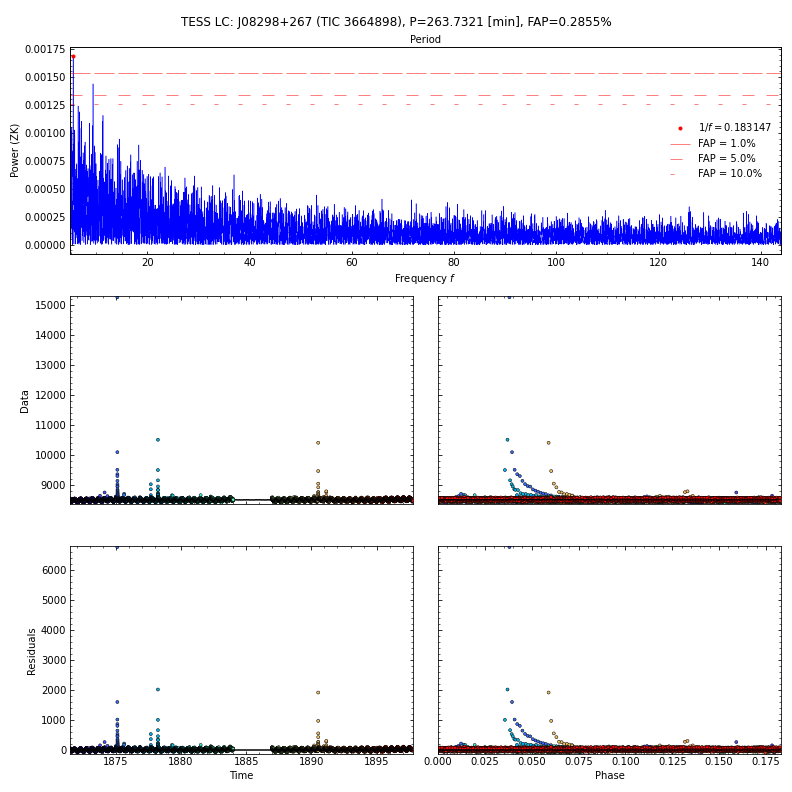 TESS LC: J08298+267 (TIC 3664898), P=263.7321 [min], FAP=0.2855%
Period
0.00175
0.00150
0.00125
0.00100
0.00075
0.00050
0.00025
0.00000
Power (ZK)
1/f = 0.183147
FAP = 1.0%
FAP = 5.0%
FAP = 10.0%
20 40 60 80 100 120 140
Frequency f
15000
14000
13000
12000
11000
10000
9000
Data
6000
5000
4000
3000
2000
1000
0
Residuals
1875 1880 1885 1890 1895
Time
0.000 0.025 0.050 0.075 0.100 0.125 0.150 0.175
Phase